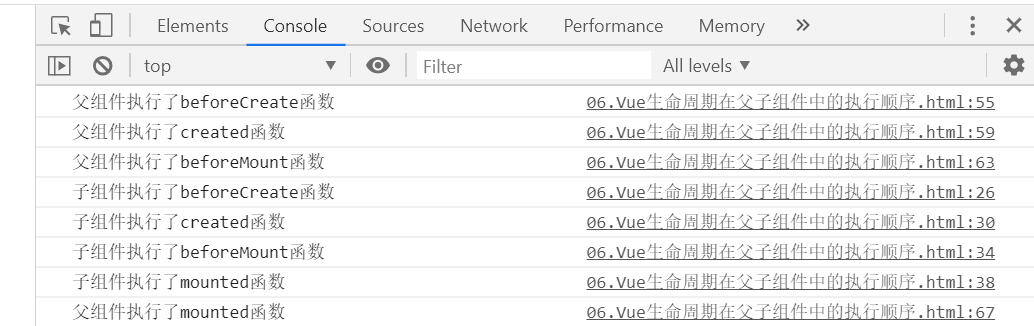 Elements Console Sources Network Performance Memory »
top ▼ Filter All levels ▼
父组件执行了beforeCreate函数 06.Vue生命周期在父子组件中的执行顺序.html:55
父组件执行了created函数 06.Vue生命周期在父子组件中的执行顺序.html:59
父组件执行了beforeMount函数 06.Vue生命周期在父子组件中的执行顺序.html:63
子组件执行了beforeCreate函数 06.Vue生命周期在父子组件中的执行顺序.html:26
子组件执行了created函数 06.Vue生命周期在父子组件中的执行顺序.html:30
子组件执行了beforeMount函数 06.Vue生命周期在父子组件中的执行顺序.html:34
子组件执行了mounted函数 06.Vue生命周期在父子组件中的执行顺序.html:38
父组件执行了mounted函数 06.Vue生命周期在父子组件中的执行顺序.html:67